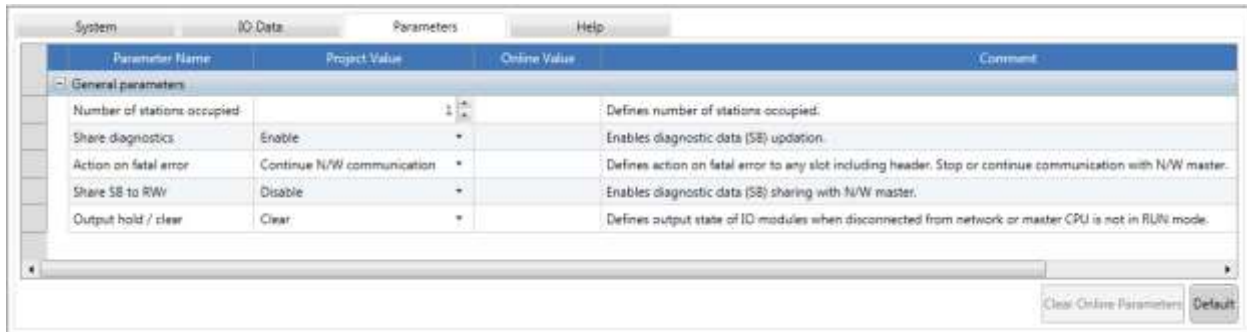 System IO Data Parameters Help
Parameter Name Project Value Online Value Comment
General parameters
Number of stations occupied 1 Defines number of stations occupied.
Share diagnostics Enable Enables diagnostic data (SB) updation.
Action on fatal error Continue N/W communication Defines action on fatal error to any slot including header. Stop or continue communication with N/W master.
Share SB to RWr Disable Enables diagnostic data (SB) sharing with N/W master.
Output hold / clear Clear Defines output state of IO modules when disconnected from network or master CPU is not in RUN mode.
Clear Online Parameters Default